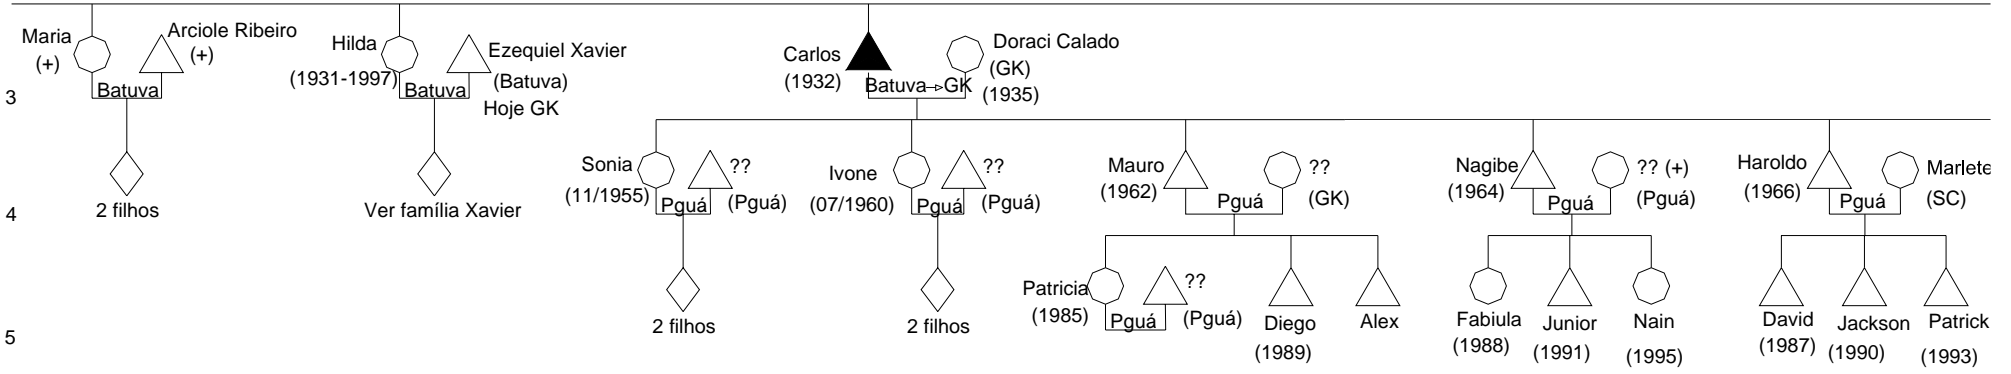 Maria
(+)
Arciole Ribeiro
(+)
Batuva
2 filhos
Hilda
(1931-1997)
Ezequiel Xavier
(Batuva)
Hoje GK
Batuva
Ver família Xavier
Carlos
(1932)
Doraci Calado
(GK)
(1935)
Batuva→GK
3
Sonia
(11/1955)
??
(Pguá)
Pguá
2 filhos
Ivone
(07/1960)
??
(Pguá)
Pguá
2 filhos
Mauro
(1962)
??
(GK)
Pguá
Nagibe
(1964)
?? (+)
(Pguá)
Pguá
Haroldo
(1966)
Marlete
(SC)
Pguá
4
Patricia
(1985)
??
(Pguá)
Pguá
Diego
(1989)
Alex
Fabiula
(1988)
Junior
(1991)
Nain
(1995)
David
(1987)
Jackson
(1990)
Patrick
(1993)
5